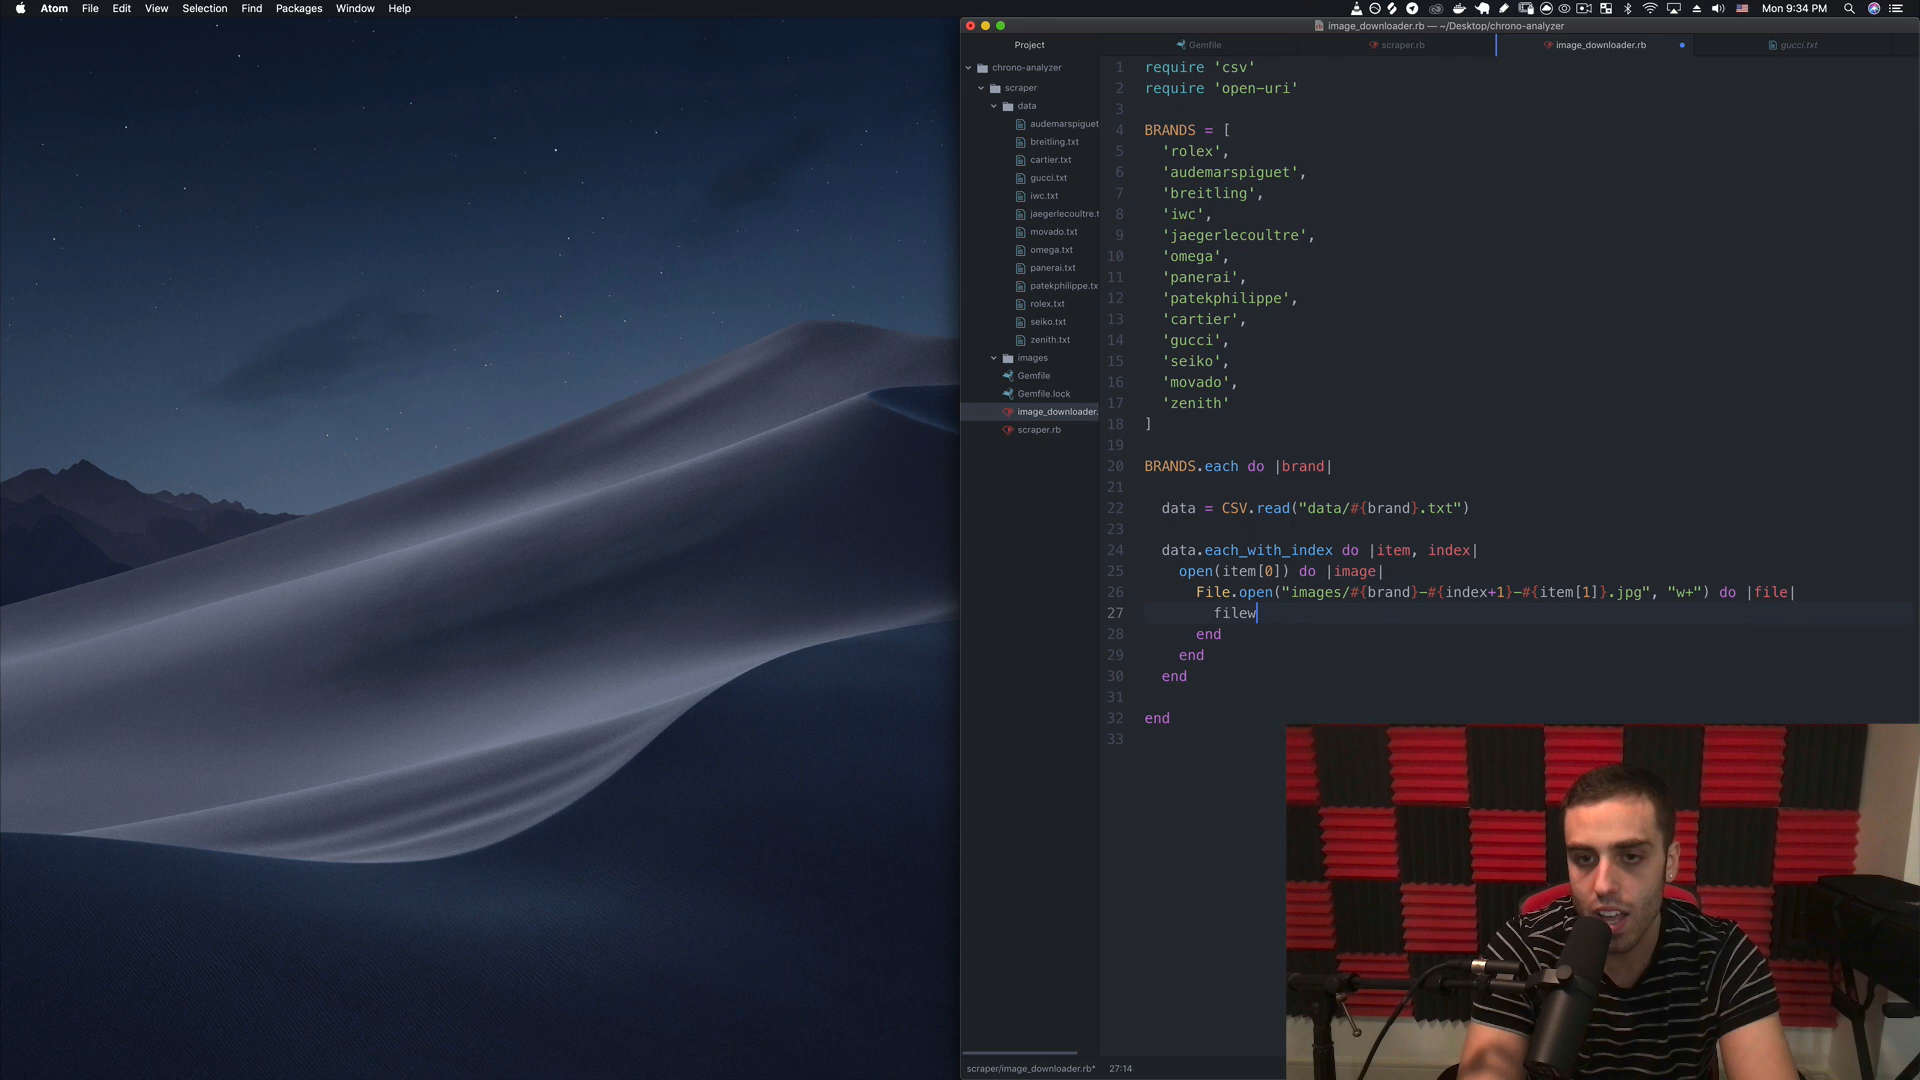 Atom File Edit View Selection Find Packages Window Help
Mon 9:34 PM
image_downloader.rb — ~/Desktop/chrono-analyzer
Project
Gemfile
scraper.rb
image_downloader.rb
gucci.txt
chrono-analyzer
scraper
data
audemarspiguet
breitling.txt
cartier.txt
gucci.txt
iwc.txt
jaegerlecoultre.t
movado.txt
omega.txt
panerai.txt
patekphilippe.tx
rolex.txt
seiko.txt
zenith.txt
images
Gemfile
Gemfile.lock
image_downloader.
scraper.rb
1 require 'csv'
2 require 'open-uri'
3
4 BRANDS = [
5 'rolex',
6 'audemarspiguet',
7 'breitling',
8 'iwc',
9 'jaegerlecoultre',
10 'omega',
11 'panerai',
12 'patekphilippe',
13 'cartier',
14 'gucci',
15 'seiko',
16 'movado',
17 'zenith'
18 ]
19
20 BRANDS.each do |brand|
21
22 data = CSV.read("data/#{brand}.txt")
23
24 data.each_with_index do |item, index|
25 open(item[0]) do |image|
26 File.open("images/#{brand}-#{index+1}-#{item[1]}.jpg", "w+") do |file|
27 filew
28 end
29 end
30 end
31
32 end
33
scraper/image_downloader.rb* 27:14